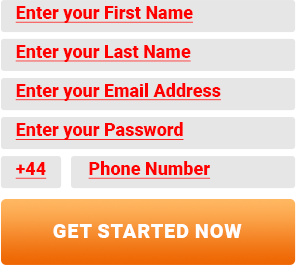 Enter your First Name
Enter your Last Name
Enter your Email Address
Enter your Password
+44 Phone Number
GET STARTED NOW